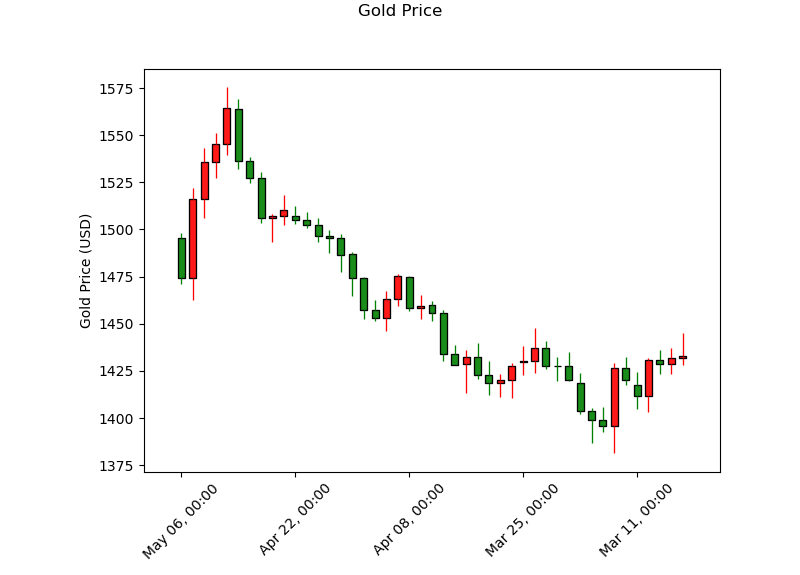 Gold Price
Gold Price (USD)
1575
1550
1525
1500
1475
1450
1425
1400
1375
May 06, 00:00
Apr 22, 00:00
Apr 08, 00:00
Mar 25, 00:00
Mar 11, 00:00